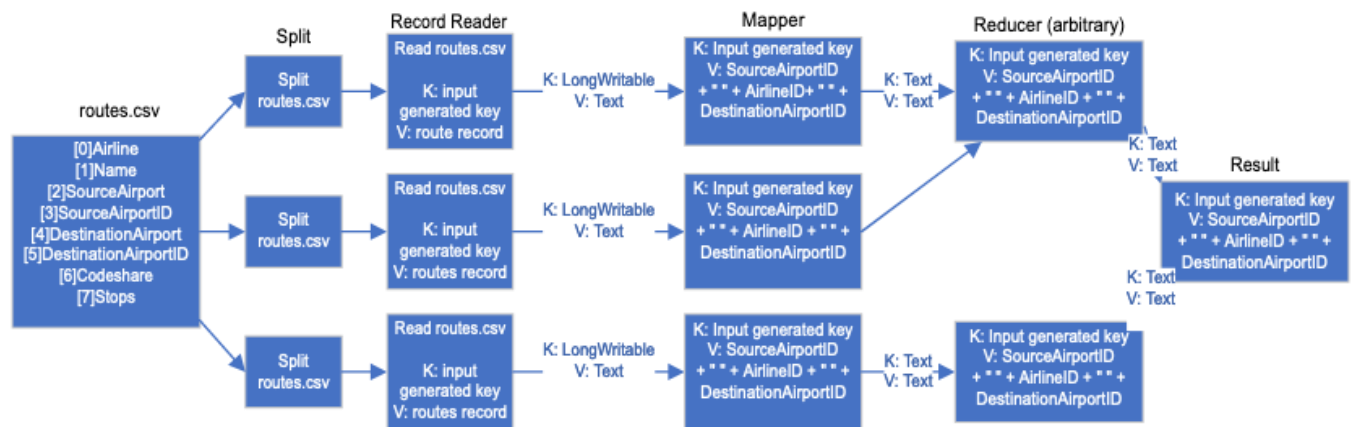 routes.csv
[0]Airline
[1]Name
[2]SourceAirport
[3]SourceAirportID
[4]DestinationAirport
[5]DestinationAirportID
[6]Codeshare
[7]Stops
Split
Split
routes.csv
Split
routes.csv
Split
routes.csv
Record Reader
Read routes.csv
K: input
generated key
V: route record
Read routes.csv
K: input
generated key
V: routes record
Read routes.csv
K: input
generated key
V: routes record
K: LongWritable
V: Text
K: LongWritable
V: Text
K: LongWritable
V: Text
Mapper
K: Input generated key
V: SourceAirportID
+ " " + AirlineID+ " " +
DestinationAirportID
K: Input generated key
V: SourceAirportID
+ " " + AirlineID + " " +
DestinationAirportID
K: Input generated key
V: SourceAirportID
+ " " + AirlineID + " " +
DestinationAirportID
K: Text
V: Text
K: Text
V: Text
Reducer (arbitrary)
K: Input generated key
V: SourceAirportID
+ " " + AirlineID + " " +
DestinationAirportID
K: Input generated key
V: SourceAirportID
+ " " + AirlineID + " " +
DestinationAirportID
K: Text
V: Text
K: Text
V: Text
Result
K: Input generated key
V: SourceAirportID
+ " " + AirlineID + " " +
DestinationAirportID